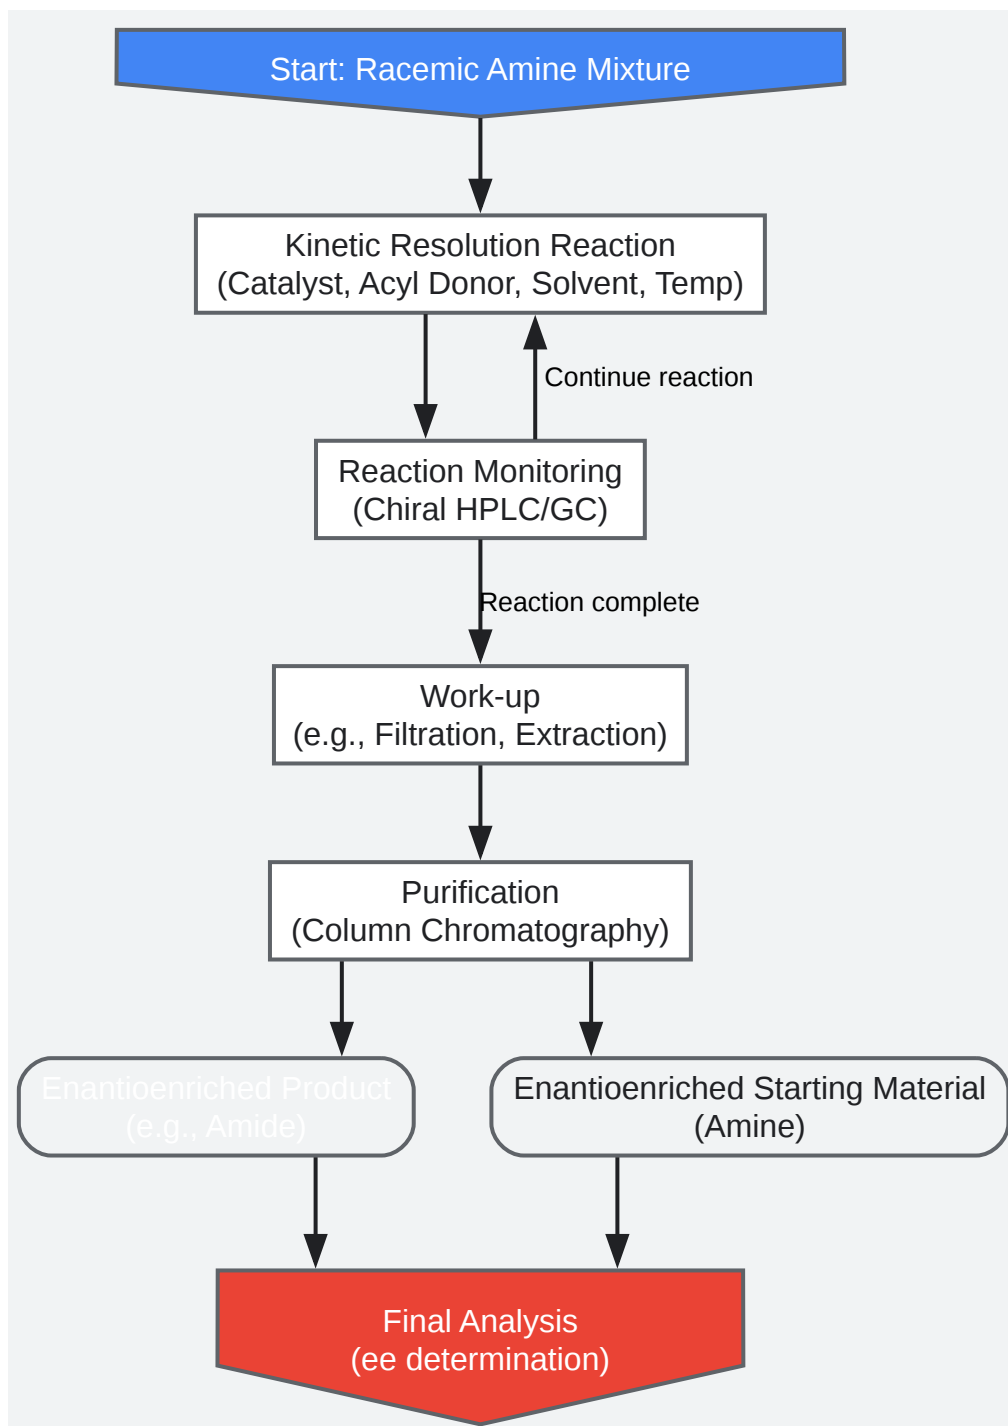 Start: Racemic Amine Mixture
Kinetic Resolution Reaction
(Catalyst, Acyl Donor, Solvent, Temp)
Continue reaction
Reaction Monitoring
(Chiral HPLC/GC)
Reaction complete
Work-up
(e.g., Filtration, Extraction)
Purification
(Column Chromatography)
Enantioenriched Product
(e.g., Amide)
Enantioenriched Starting Material
(Amine)
Final Analysis
(ee determination)